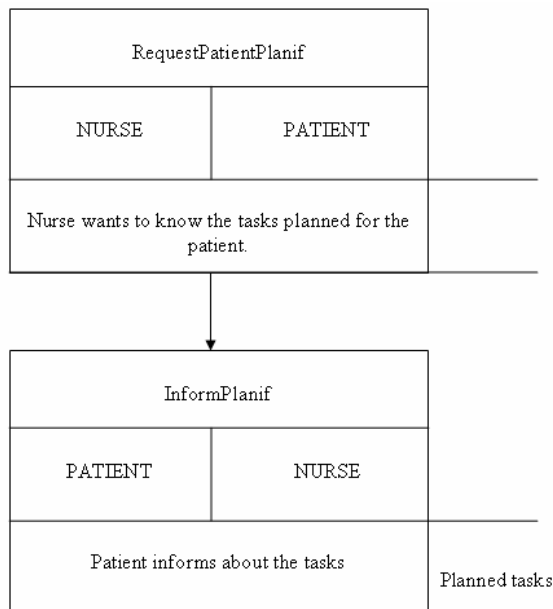 RequestPatientPlanif
NURSE PATIENT
Nurse wants to know the tasks planned for the
patient.
InformPlanif
PATIENT NURSE
Patient informs about the tasks
Planned tasks